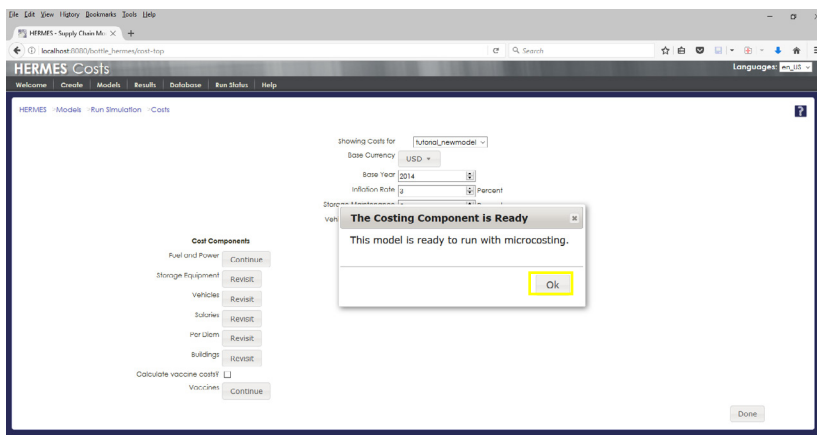 File Edit View History Bookmarks Tools Help
HERMES - Supply Chain Mo
localhost:8080/bottle_hermes/cost-top
Search
HERMES Costs
Languages: en_US
Welcome Create Models Results Database Run Status Help
HERMES »Models »Run Simulation »Costs
?
Showing Costs for tutorial_newmodel
Base Currency USD
Base Year 2014
Inflation Rate 3 Percent
Storage Maintenance
Veh
The Costing Component is Ready
This model is ready to run with microcosting.
Ok
Cost Components
Fuel and Power Continue
Storage Equipment Revisit
Vehicles Revisit
Salaries Revisit
Per Diem Revisit
Buildings Revisit
Calculate vaccine costs?
Vaccines Continue
Done